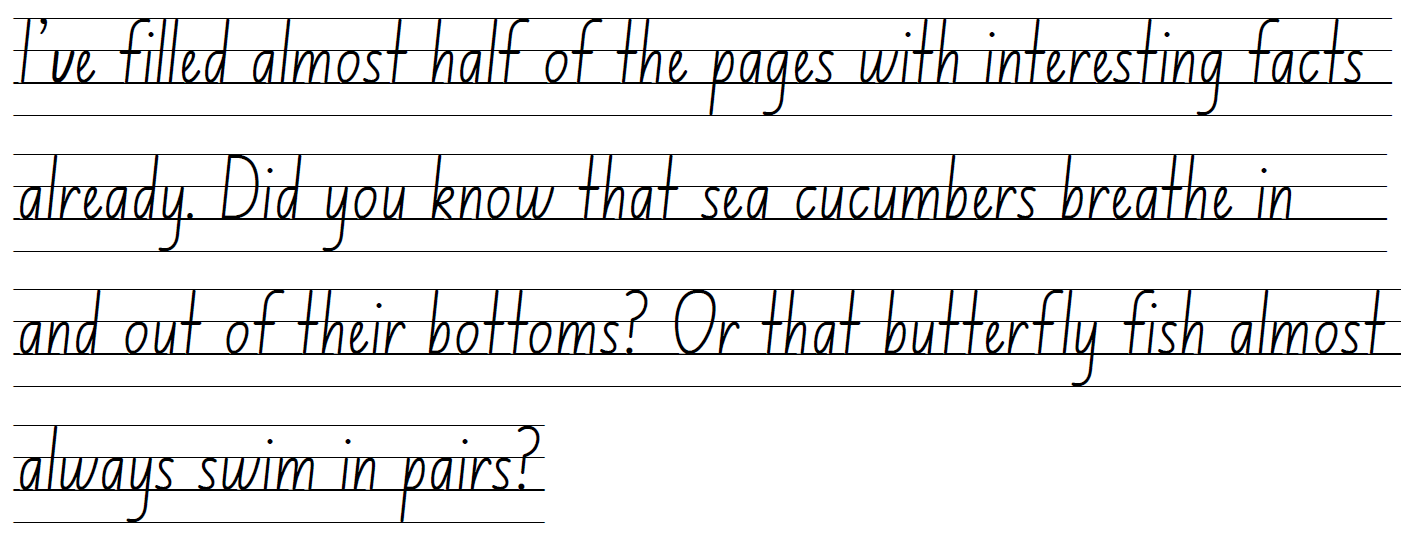 I've filled almost half of the pages with interesting facts
already. Did you know that sea cucumbers breathe in
and out of their bottoms? Or that butterfly fish almost
always swim in pairs?